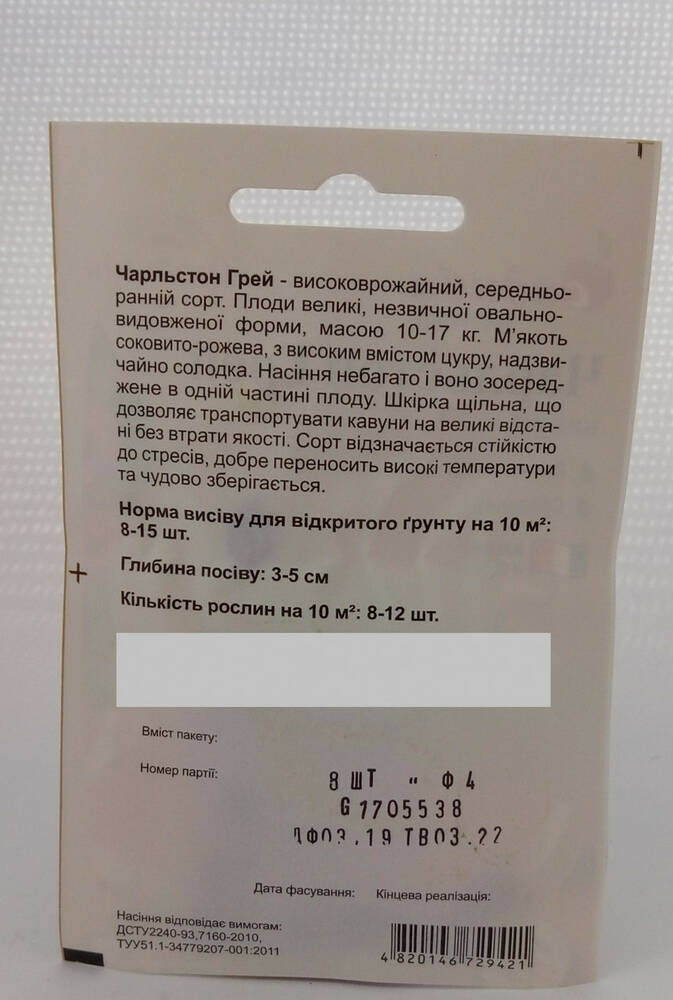 Чарльстон Грей - високоврожайний, середньо-
ранній сорт. Плоди великі, незвичної овально-
видовженої форми, масою 10-17 кг. М’якоть
соковито-рожева, з високим вмістом цукру, надзви-
чайно солодка. Насіння небагато і воно зосеред-
жене в одній частині плоду. Шкірка щільна, що
дозволяє транспортувати кавуни на великі відста-
ні без втрати якості. Сорт відзначається стійкістю
до стресів, добре переносить високі температури
та чудово зберігається.
Норма висіву для відкритого ґрунту на 10 м²:
8-15 шт.
Глибина посіву: 3-5 см
Кількість рослин на 10 м²: 8-12 шт.
Вміст пакету:
Номер партії:
8 ШТ " Ф 4
G1705538
ДФ03.19 ТВ03.22
Дата фасування: Кінцева реалізація:
Насіння відповідає вимогам:
ДСТУ2240-93,7160-2010,
ТУУ51.1-34779207-001:2011
4 820146 729421